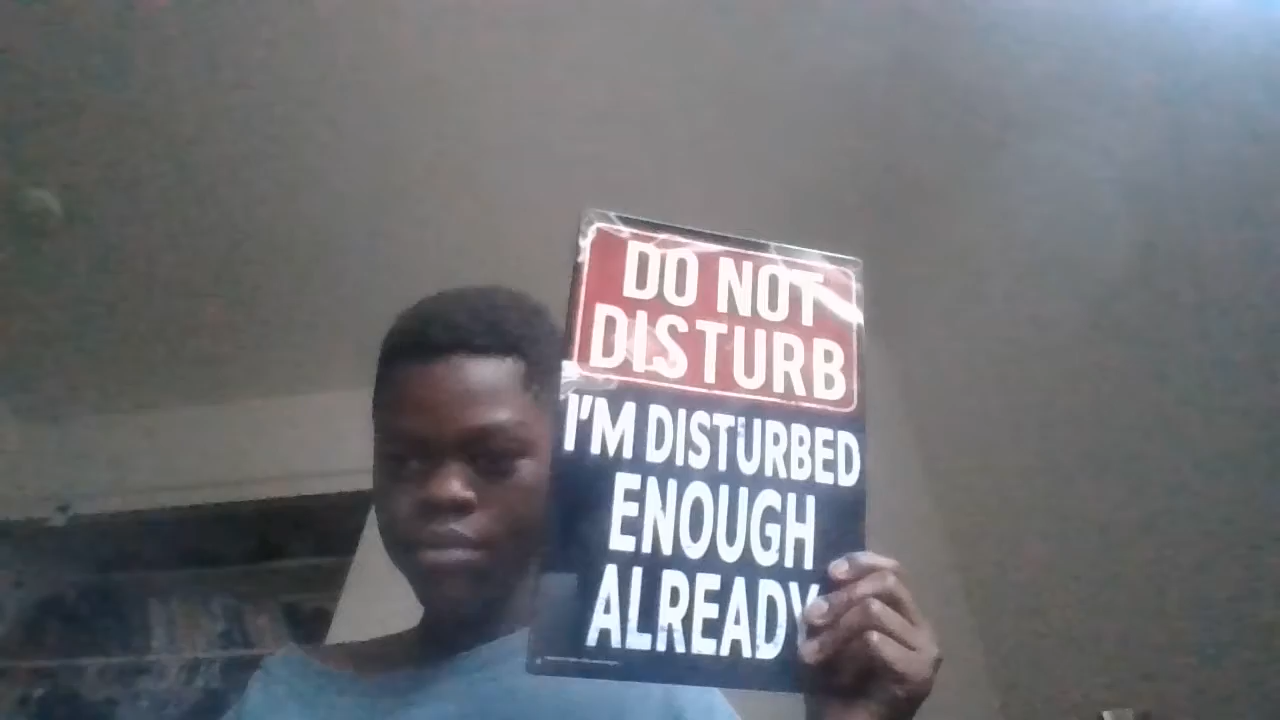 DO NOT
DISTURB
I'M DISTURBED
ENOUGH
ALREADY